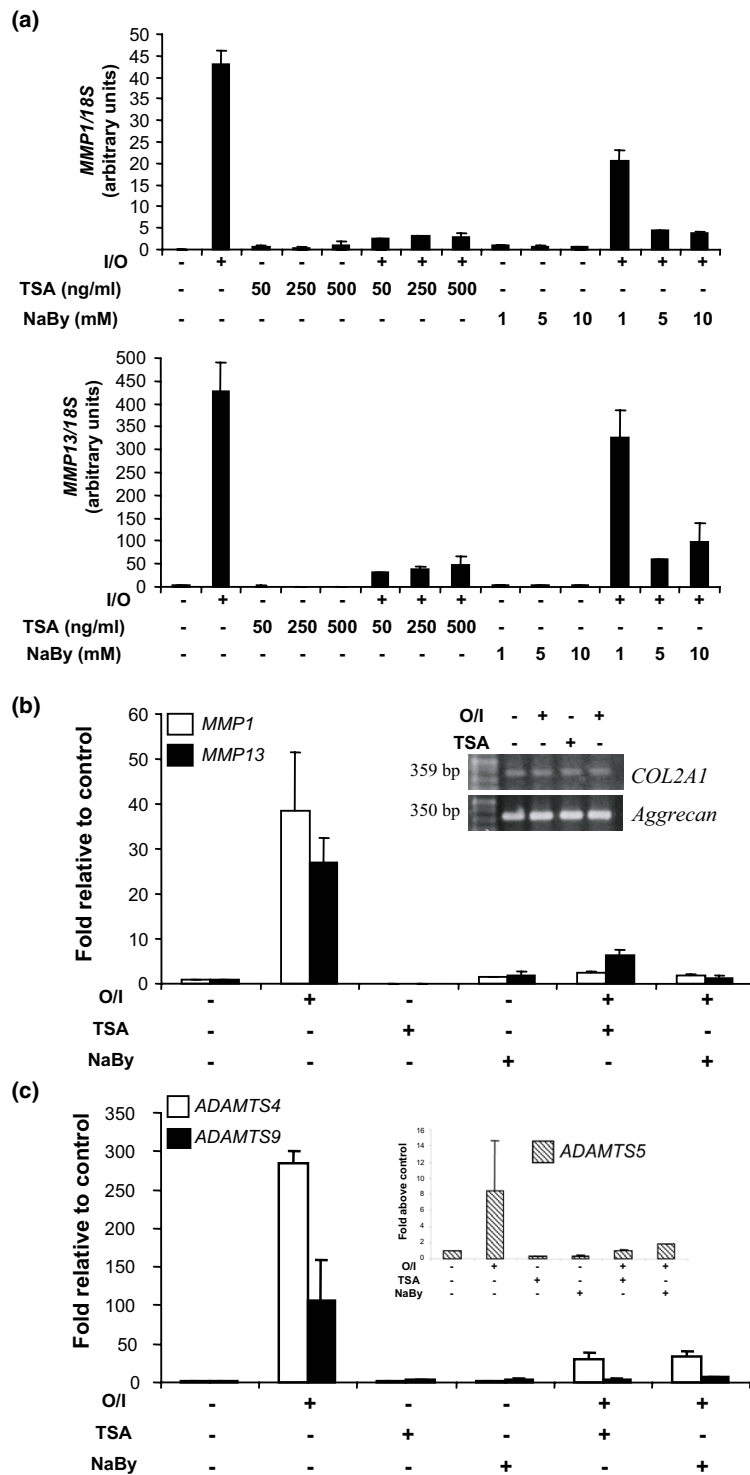 (a)
MMP1/18S
(arbitrary units)
50
45
40
35
30
25
20
15
10
5
0
I/O - + - - - + + + - - - + + +
TSA (ng/ml) - - 50 250 500 50 250 500 - - - - - -
NaBy (mM) - - - - - - - - 1 5 10 1 5 10
MMP13/18S
(arbitrary units)
500
450
400
350
300
250
200
150
100
50
0
I/O - + - - - + + + - - - + + +
TSA (ng/ml) - - 50 250 500 50 250 500 - - - - - -
NaBy (mM) - - - - - - - - 1 5 10 1 5 10
(b)
Fold relative to control
60
50
40
30
20
10
0
MMP1
MMP13
O/I - + - +
TSA - - + -
359 bp COL2A1
350 bp Aggrecan
O/I - + - - + +
TSA - - + - + -
NaBy - - - + - +
(c)
Fold relative to control
350
300
250
200
150
100
50
0
ADAMTS4
ADAMTS9
Fold above control
16
14
12
10
8
6
4
2
0
ADAMTS5
O/I - + - - + +
TSA - - + - + -
NaBy - - - + - +
O/I - + - - + +
TSA - - + - + -
NaBy - - - + - +